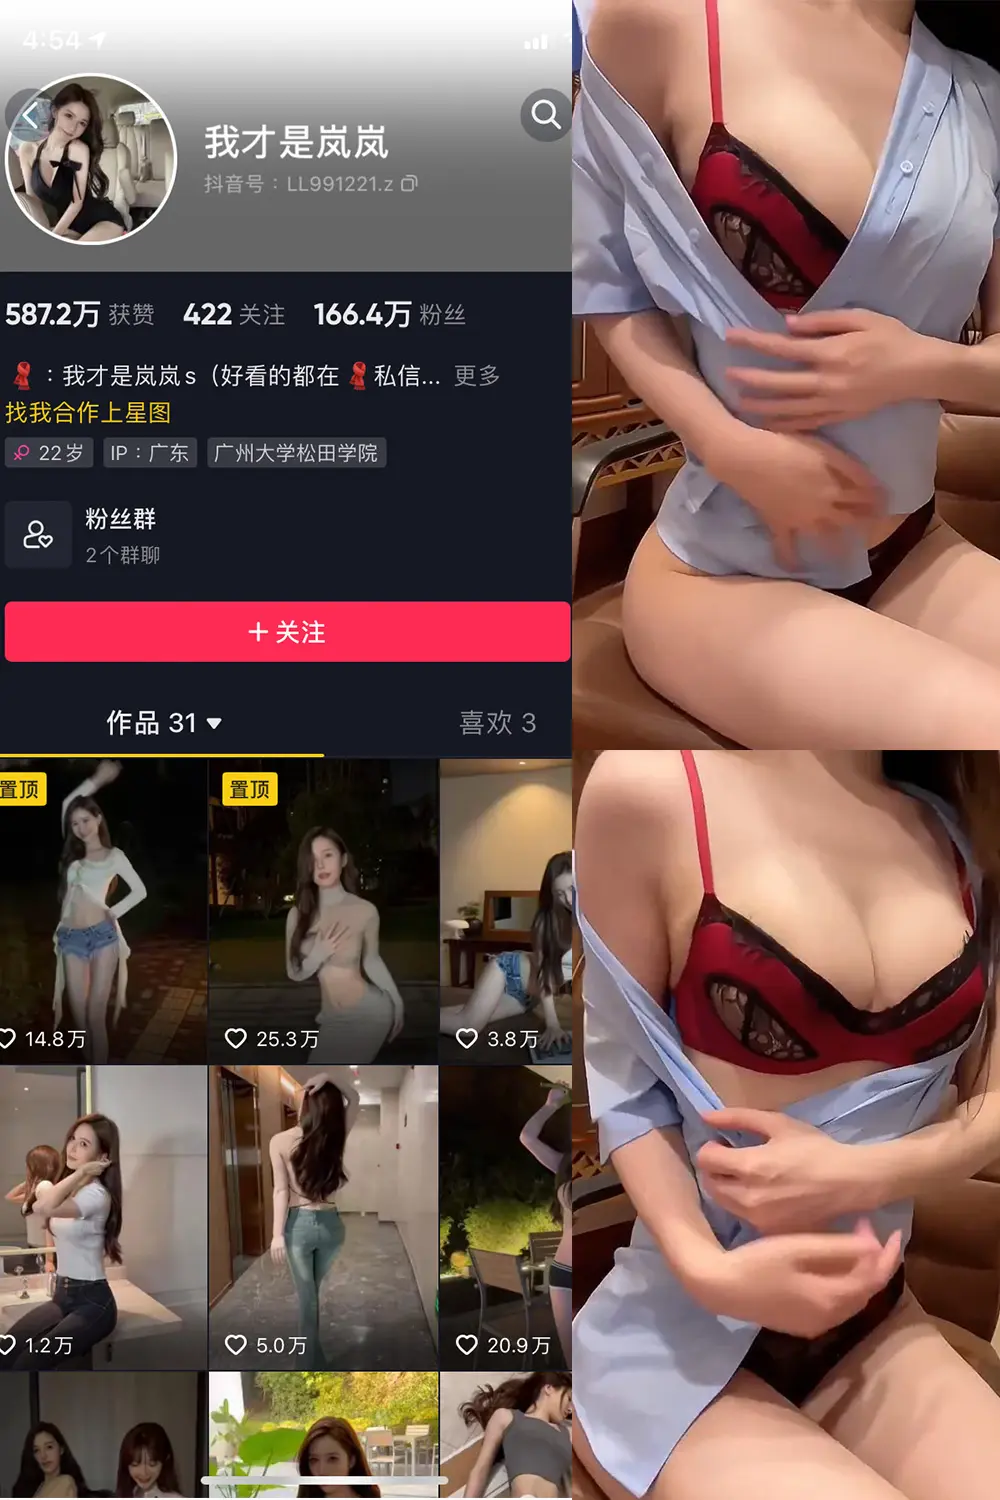 4:54
我才是岚岚
抖音号：LL991221.z
587.2万 获赞 422 关注 166.4万 粉丝
：我才是岚岚s（好看的都在 私信... 更多
找我合作上星图
22岁 IP：广东 广州大学松田学院
粉丝群
2个群聊
+ 关注
作品 31 喜欢 3
置顶 置顶
14.8万 25.3万 3.8万
1.2万 5.0万 20.9万